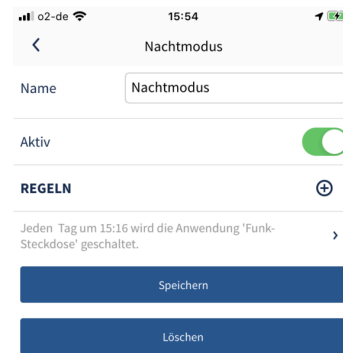 o2-de 15:54
Nachtmodus
Name Nachtmodus
Aktiv
REGELN
Jeden Tag um 15:16 wird die Anwendung 'Funk-
Steckdose' geschaltet.
Speichern
Löschen